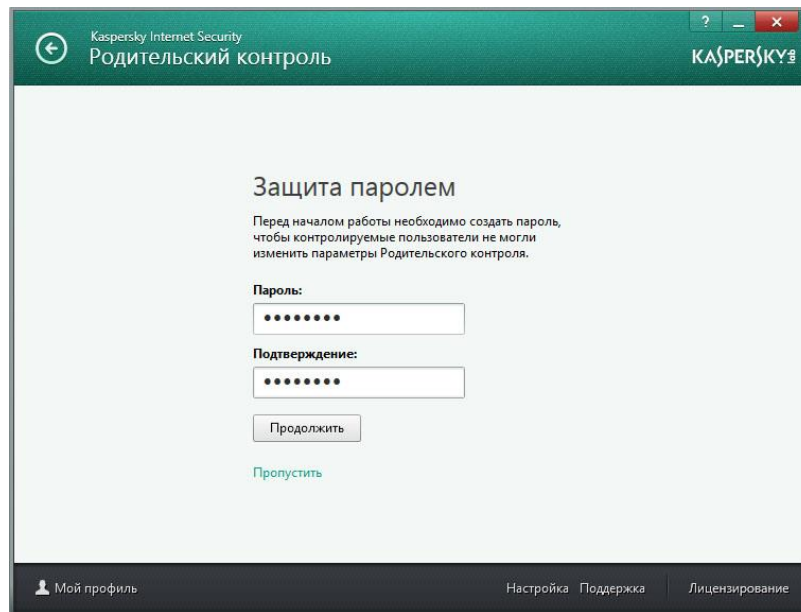 Kaspersky Internet Security
Родительский контроль
KASPERSKY lab
Защита паролем
Перед началом работы необходимо создать пароль,
чтобы контролируемые пользователи не могли
изменить параметры Родительского контроля.
Пароль:
●●●●●●●●
Подтверждение:
●●●●●●●●
Продолжить
Пропустить
Мой профиль
Настройка Поддержка Лицензирование